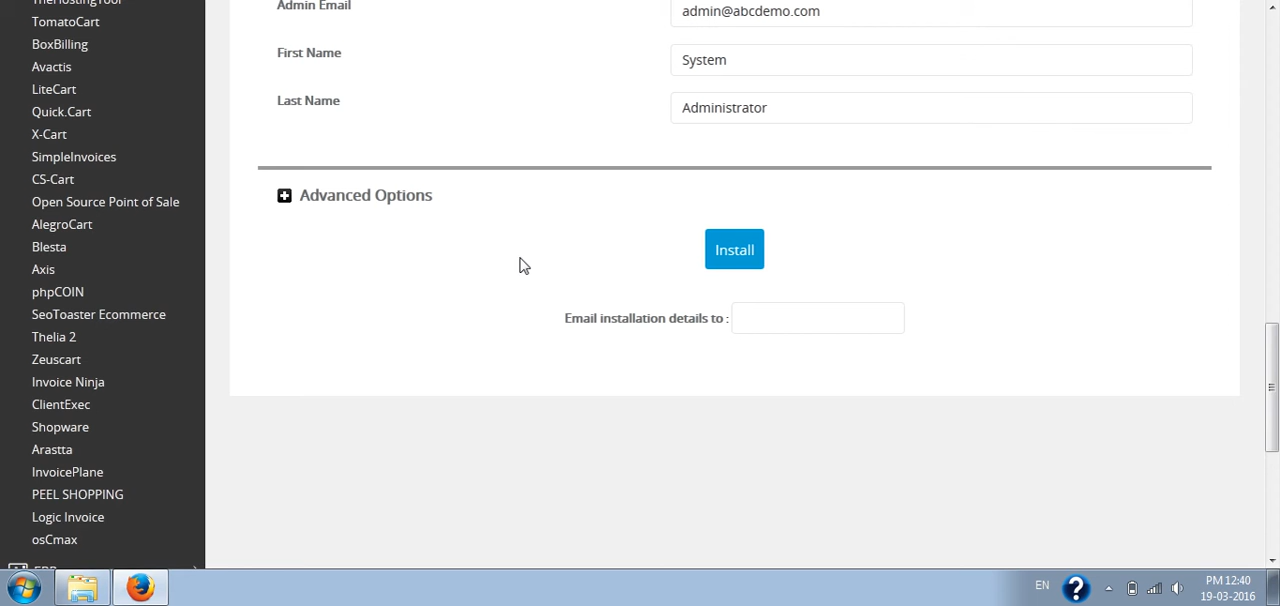 TheHostingTool
TomatoCart
BoxBilling
Avactis
LiteCart
Quick.Cart
X-Cart
SimpleInvoices
CS-Cart
Open Source Point of Sale
AlegroCart
Blesta
Axis
phpCOIN
SeoToaster Ecommerce
Thelia 2
Zeuscart
Invoice Ninja
ClientExec
Shopware
Arastta
InvoicePlane
PEEL SHOPPING
Logic Invoice
osCmax
ERP
Admin Email
admin@abcdemo.com
First Name
System
Last Name
Administrator
Advanced Options
Install
Email installation details to :
EN
PM 12:40
19-03-2016